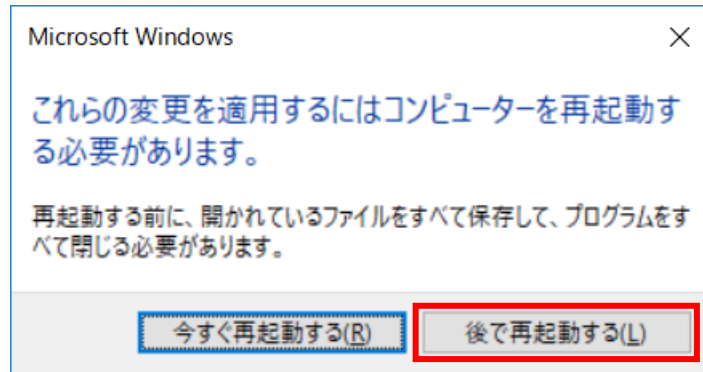 Microsoft Windows
これらの変更を適用するにはコンピューターを再起動す
る必要があります。
再起動する前に、開かれているファイルをすべて保存して、プログラムをす
べて閉じる必要があります。
今すぐ再起動する(R)
後で再起動する(L)